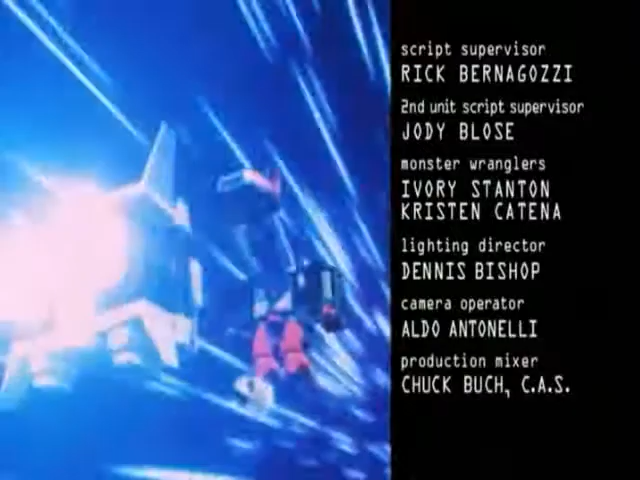 script supervisor
RICK BERNAGOZZI
2nd unit script supervisor
JODY BLOSE
monster wranglers
IVORY STANTON
KRISTEN CATENA
lighting director
DENNIS BISHOP
camera operator
ALDO ANTONELLI
production mixer
CHUCK BUCH, C.A.S.